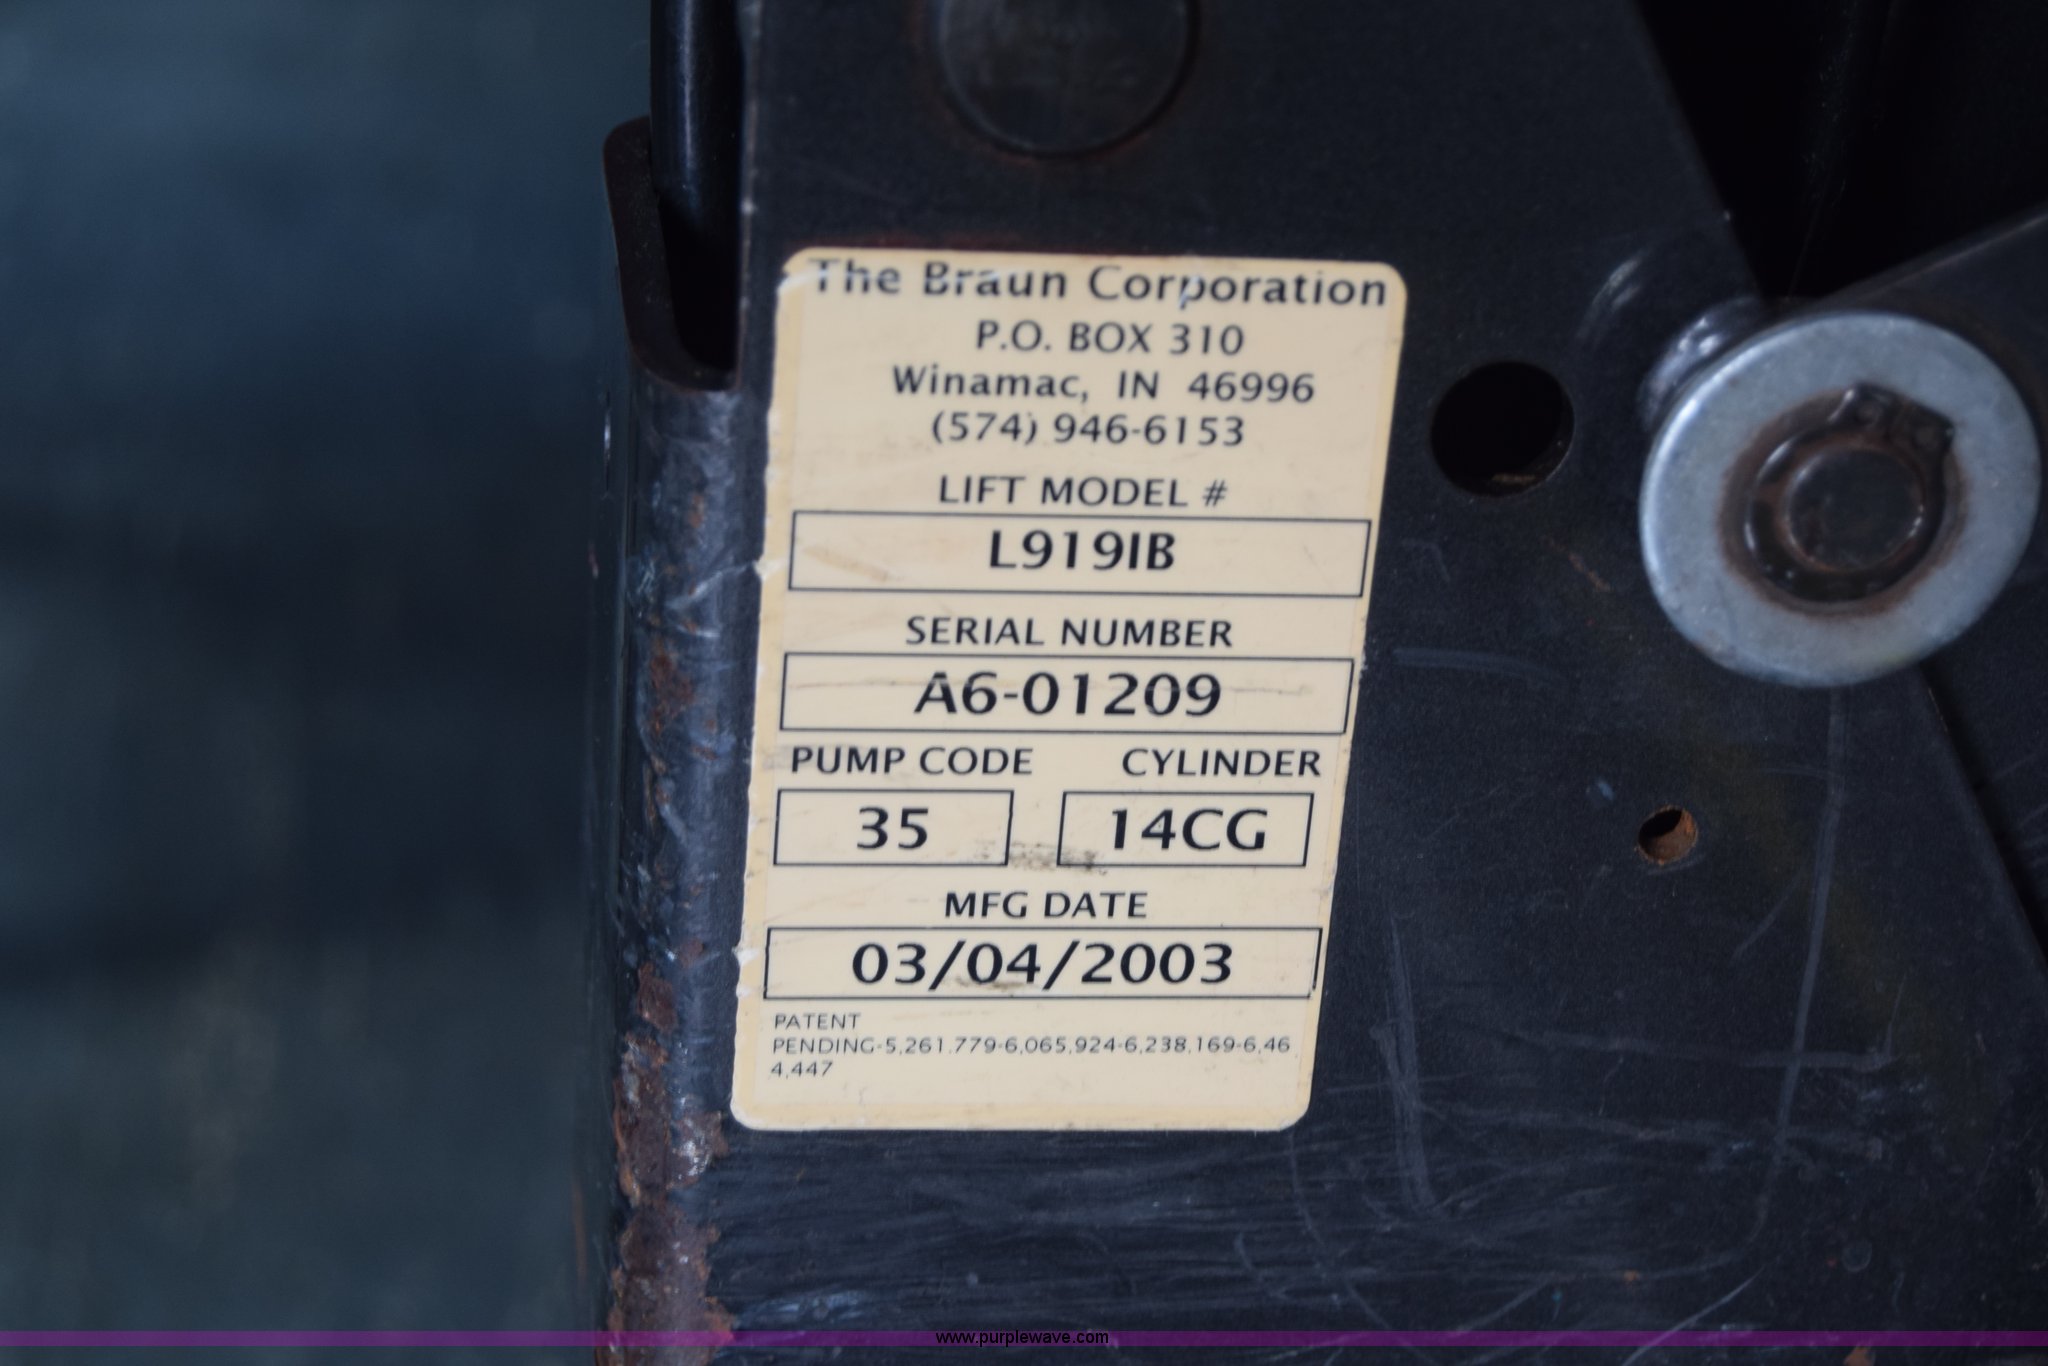 The Braun Corporation
P.O. BOX 310
Winamac, IN 46996
(574) 946-6153
LIFT MODEL #
L919IB
SERIAL NUMBER
A6-01209
PUMP CODE CYLINDER
35 14CG
MFG DATE
03/04/2003
PATENT
PENDING-5,261,779-6,065,924-6,238,169-6,46
4,447
www.purplewave.com